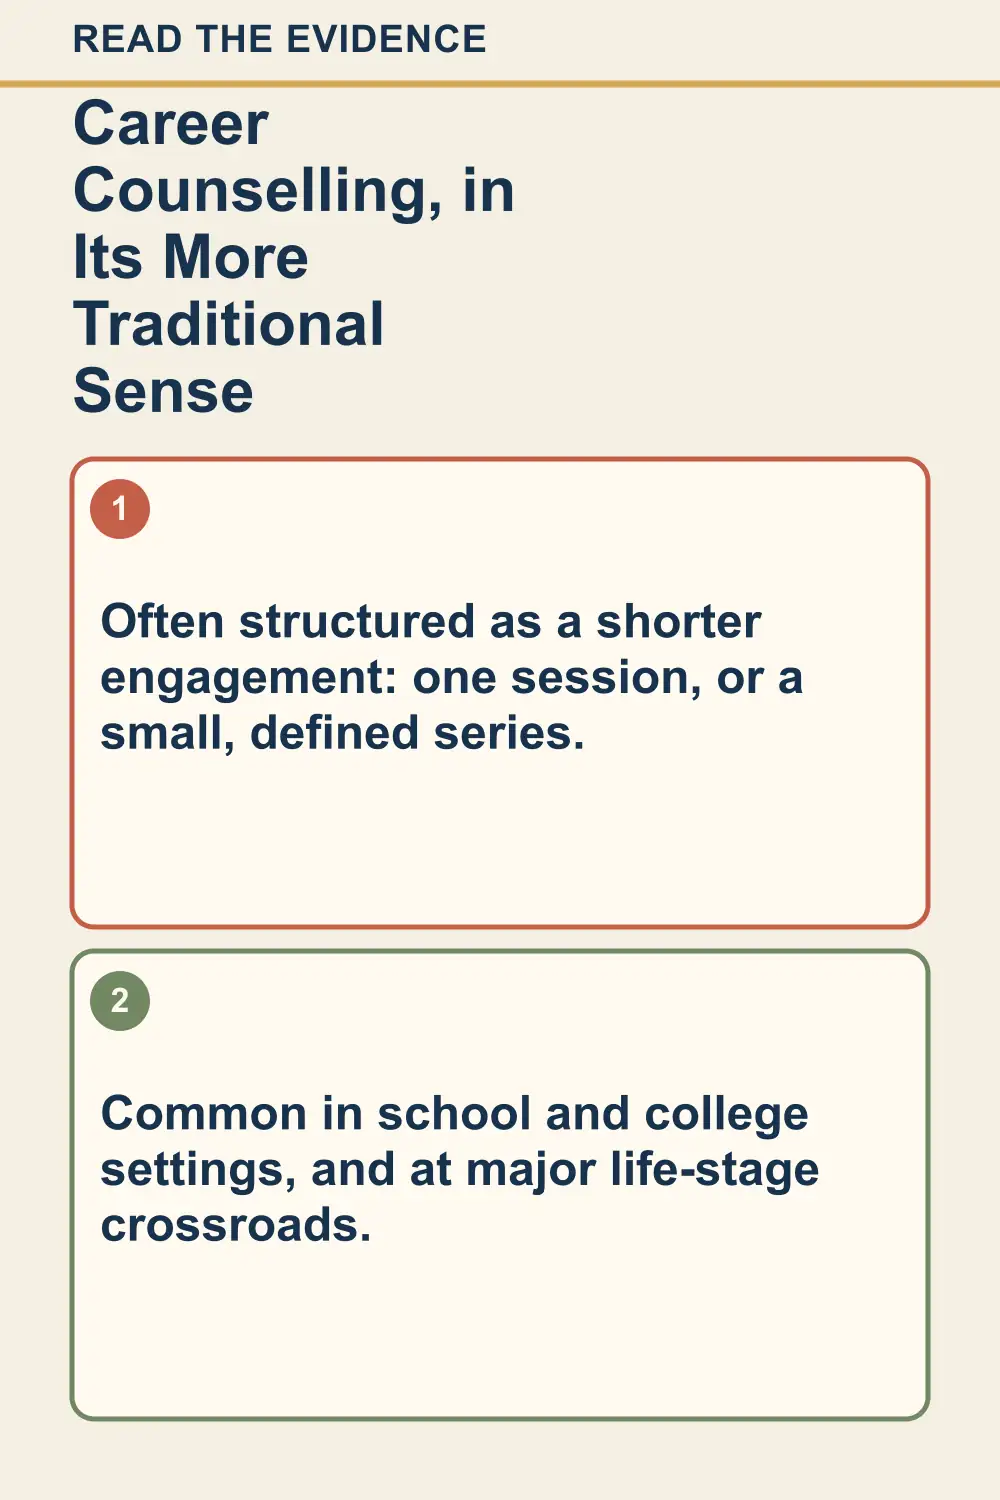 READ THE EVIDENCE
Career
Counselling, in
Its More
Traditional
Sense
1
Often structured as a shorter
engagement: one session, or a
small, defined series.
2
Common in school and college
settings, and at major life-stage
crossroads.